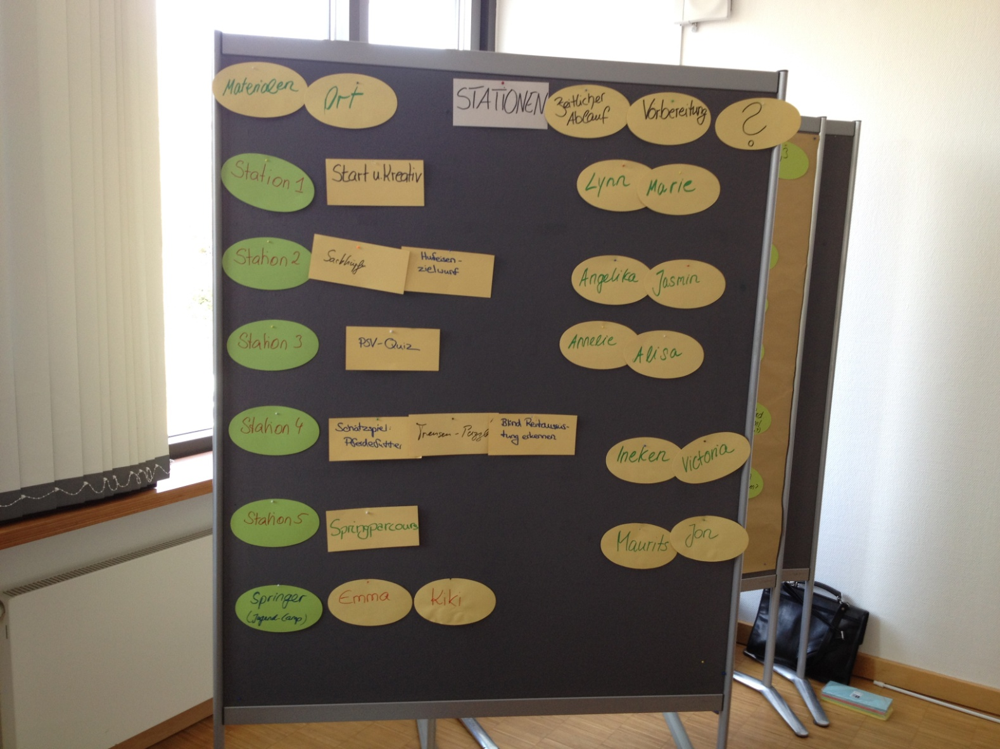 Materialien
Ort
STATIONEN
Zeitlicher
Ablauf
Vorbereitung
?
Station 1
Start u. Kreativ
Lynn
Marie
Station 2
Sackhüpfen
Hufeisen-
zielwurf
Angelika
Jasmin
Station 3
PSV-Quiz
Annelie
Alisa
Station 4
Schätzspiel:
Pferdefutter
Trensen-Puzzle
Blind Reitausrüs-
tung erkennen
Ineken
Victoria
Station 5
Springparcours
Maurits
Jon
Springer
(Jugend-Camp)
Emma
Kiki